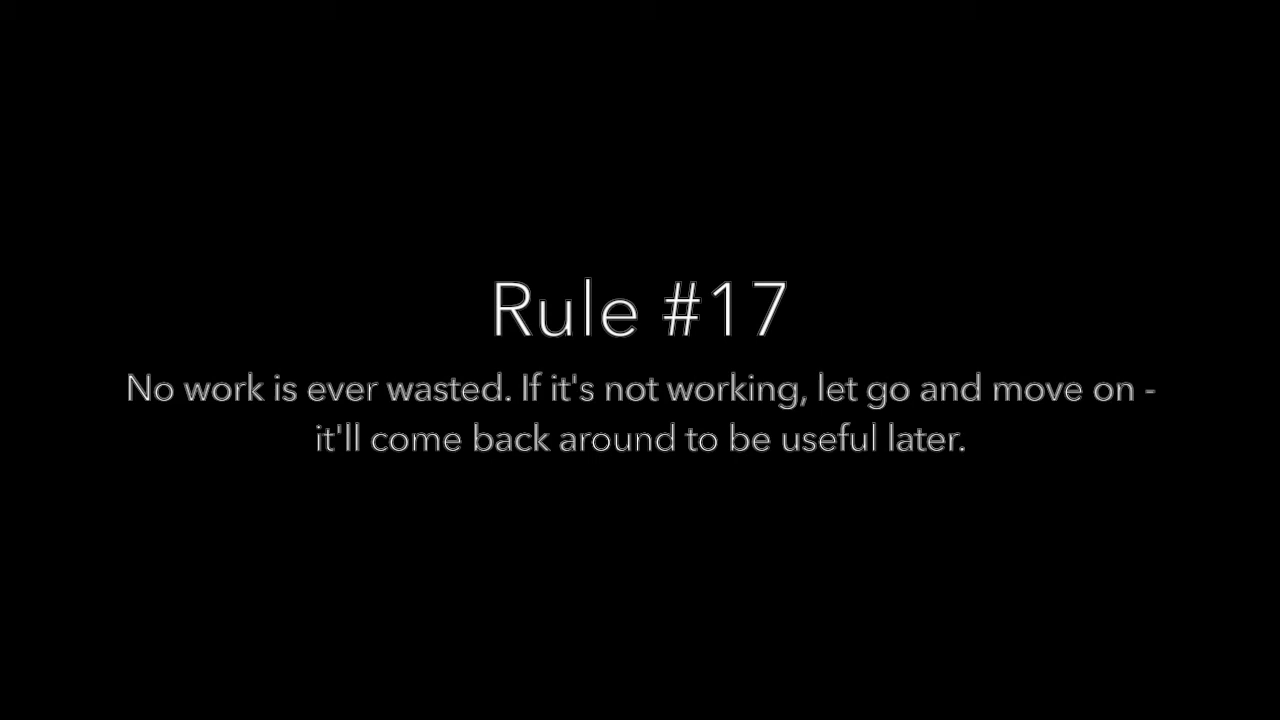 Rule #17
No work is ever wasted. If it's not working, let go and move on -
it'll come back around to be useful later.